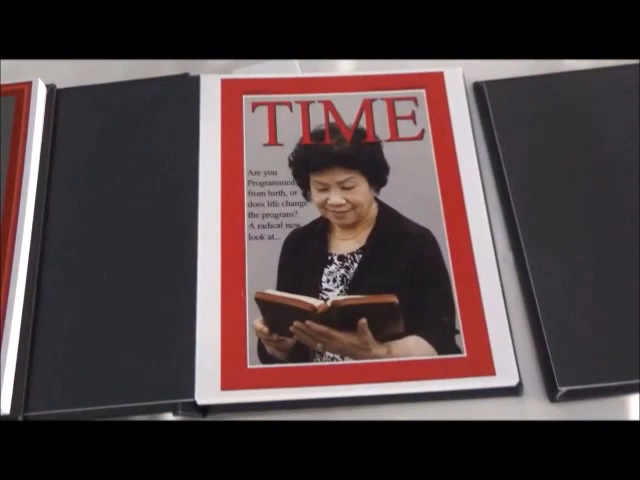 TIME
Are you
Programmed
from birth, or
does life change
the program?
A radical new
look at..